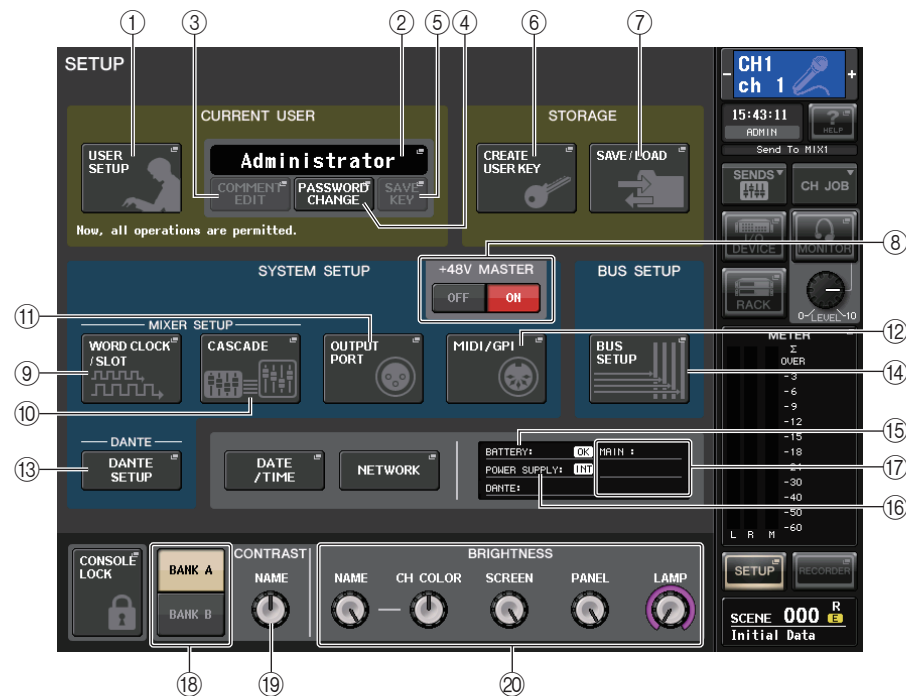 ① ③ ② ④ ⑤ ⑥ ⑦
SETUP
CURRENT USER
STORAGE
USER SETUP
Administrator
COMMENT EDIT
PASSWORD CHANGE
SAVE KEY
CREATE USER KEY
SAVE/LOAD
Now, all operations are permitted.
⑧
SYSTEM SETUP
+48V MASTER
OFF
ON
BUS SETUP
⑪
MIXER SETUP
⑫
⑨
WORD CLOCK /SLOT
CASCADE
OUTPUT PORT
MIDI/GPI
BUS SETUP
⑩
⑭
DANTE
⑬
DANTE SETUP
DATE /TIME
NETWORK
BATTERY: OK
POWER SUPPLY: INT
DANTE:
MAIN :
⑮
⑰
⑯
CONSOLE LOCK
BANK A
BANK B
CONTRAST
NAME
BRIGHTNESS
NAME
CH COLOR
SCREEN
PANEL
LAMP
⑱ ⑲ ⑳
- CH1 +
ch 1
15:43:11
ADMIN
?
HELP
Send To MIX1
SENDS
CH JOB
I/O DEVICE
MONITOR
RACK
0 LEVEL 10
METER
Σ
OVER
-3
-6
-9
-12
-15
-18
-24
-30
-40
-50
-60
L R M
SETUP
RECORDER
SCENE 000 R E
Initial Data